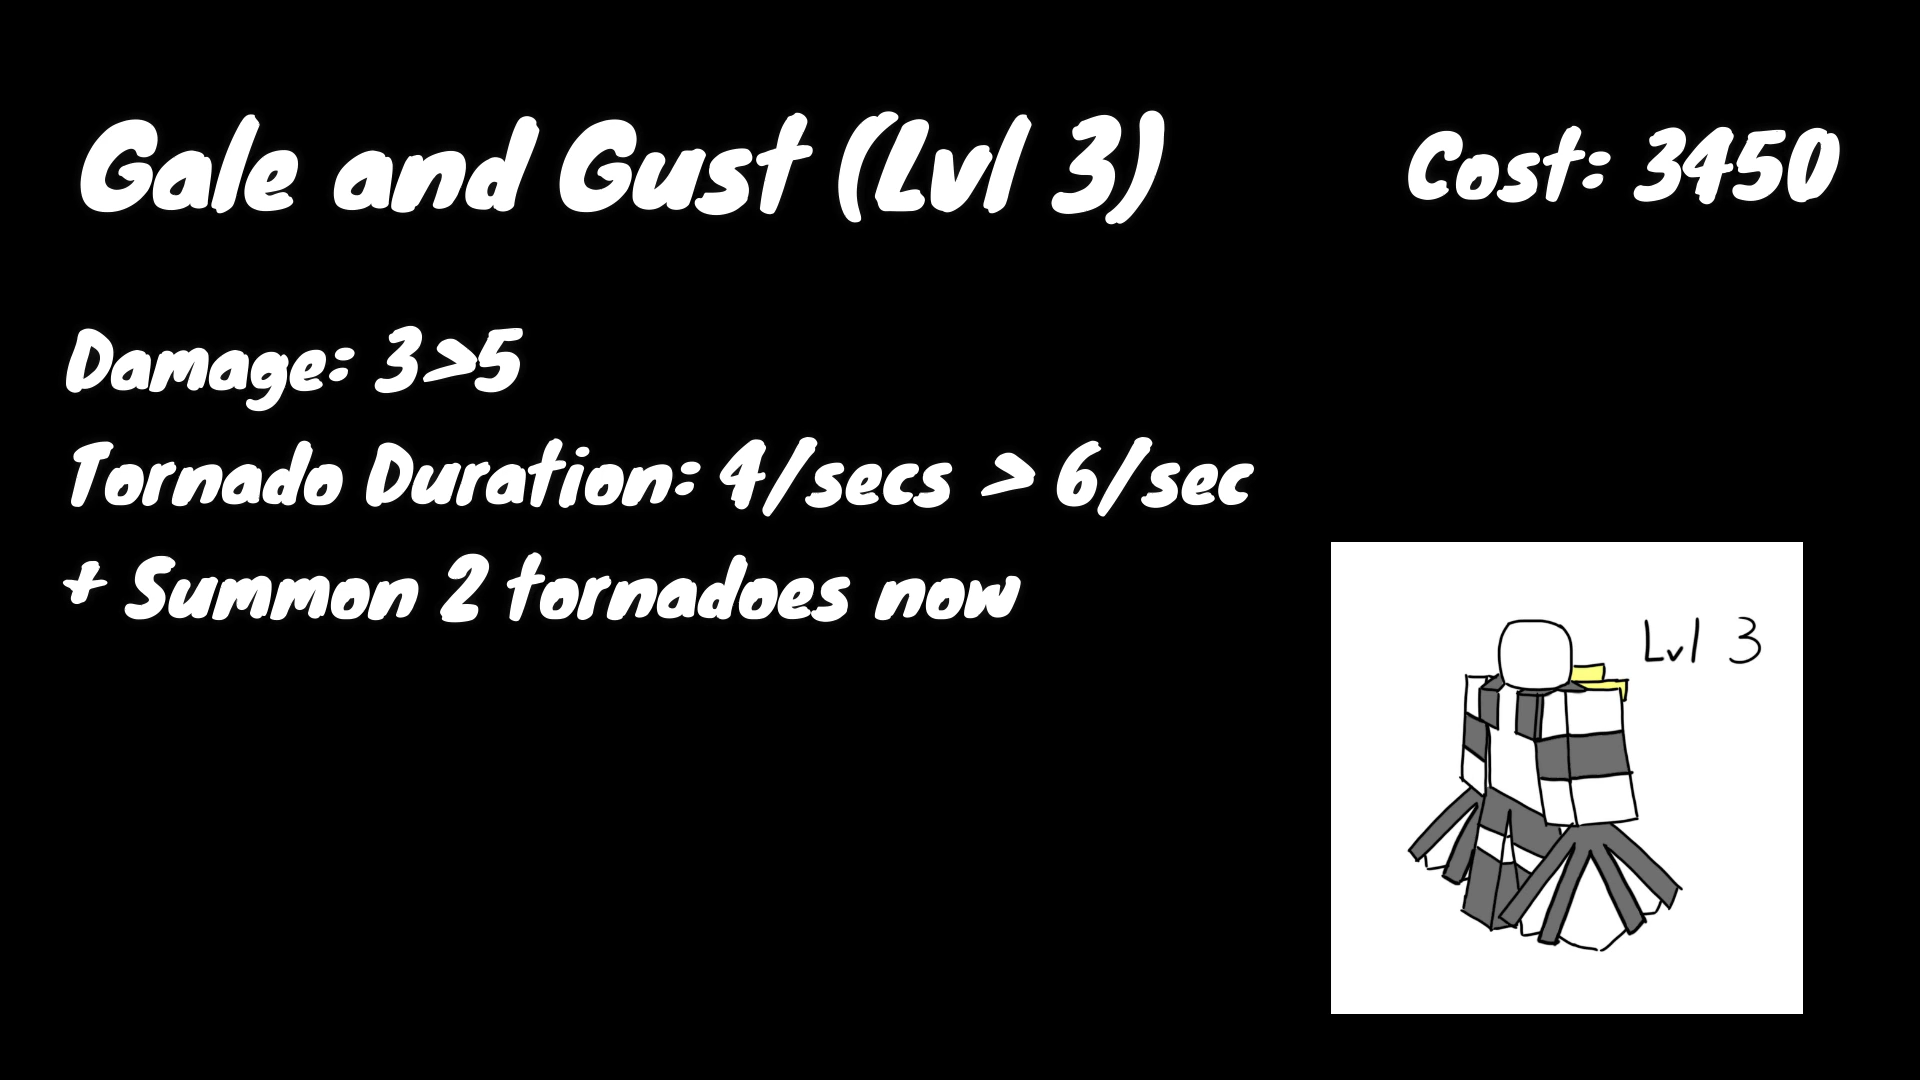 Gale and Gust (Lvl 3)
Cost: 3450
Damage: 3>5
Tornado Duration: 4/secs > 6/sec
+ Summon 2 tornadoes now
Lvl 3